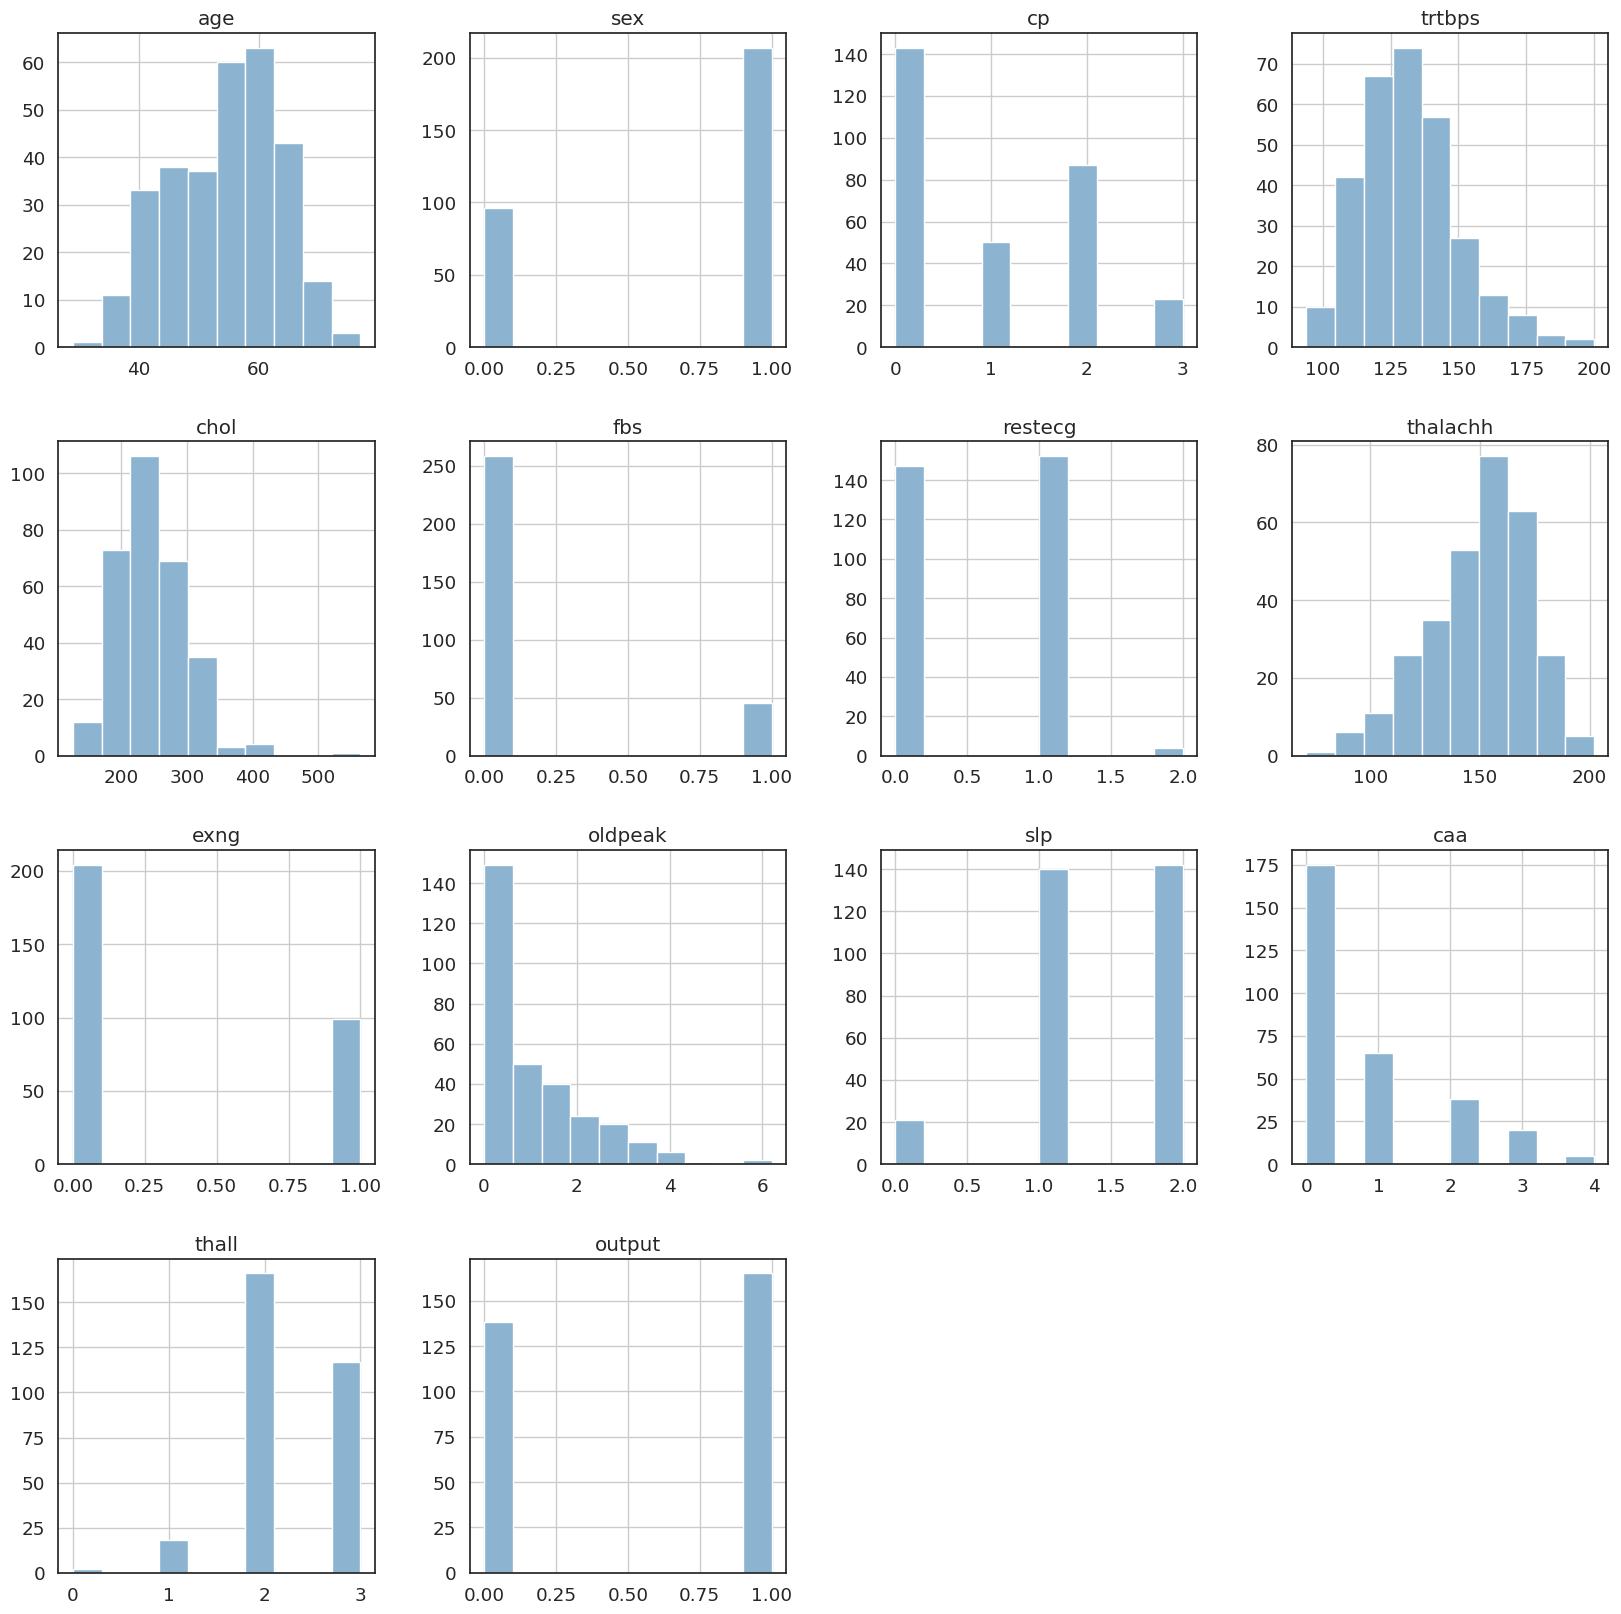 age sex cp trtbps
60 50 40 30 20 10 0
40 60
200 150 100 50 0
0.00 0.25 0.50 0.75 1.00
140 120 100 80 60 40 20 0
0 1 2 3
70 60 50 40 30 20 10 0
100 125 150 175 200
chol fbs restecg thalachh
100 80 60 40 20 0
200 300 400 500
250 200 150 100 50 0
0.00 0.25 0.50 0.75 1.00
140 120 100 80 60 40 20 0
0.0 0.5 1.0 1.5 2.0
80 60 40 20 0
100 150 200
exng oldpeak slp caa
200 150 100 50 0
0.00 0.25 0.50 0.75 1.00
140 120 100 80 60 40 20 0
0 2 4 6
140 120 100 80 60 40 20 0
0.0 0.5 1.0 1.5 2.0
175 150 125 100 75 50 25 0
0 1 2 3 4
thall output
150 125 100 75 50 25 0
0 1 2 3
150 125 100 75 50 25 0
0.00 0.25 0.50 0.75 1.00